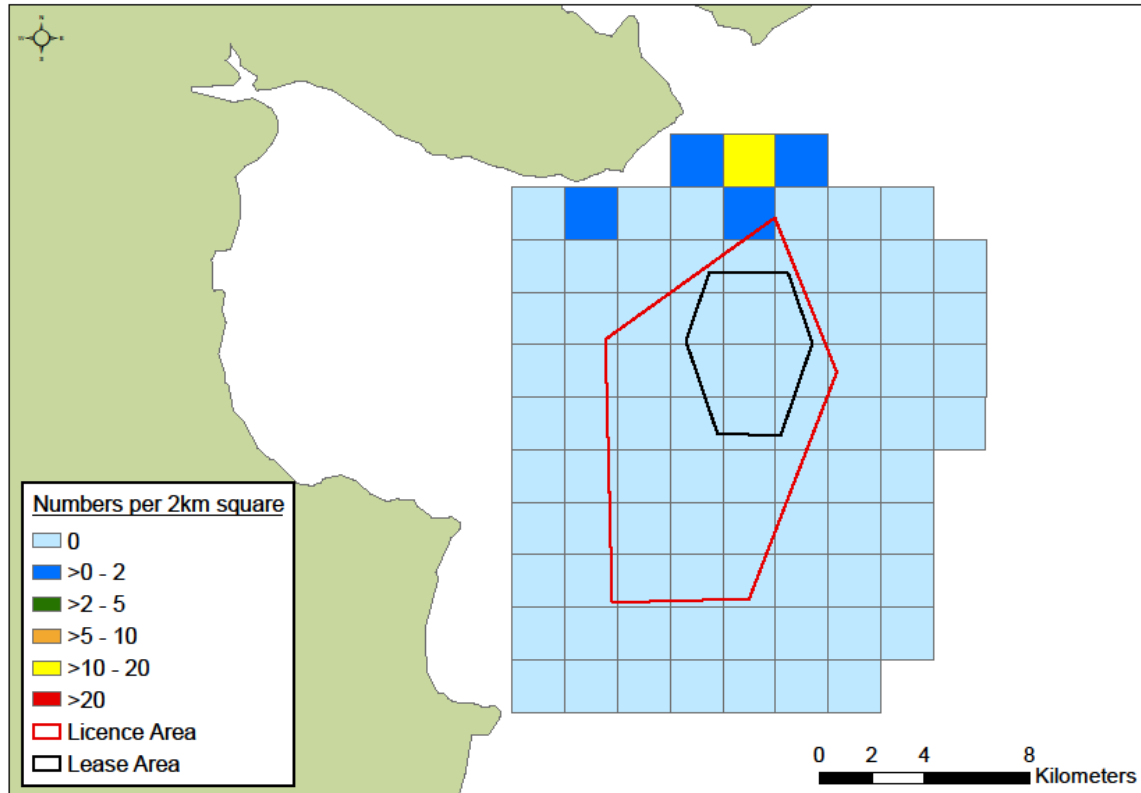 N
Numbers per 2km square
0
>0 - 2
>2 - 5
>5 - 10
>10 - 20
>20
Licence Area
Lease Area
0 2 4 8
Kilometers